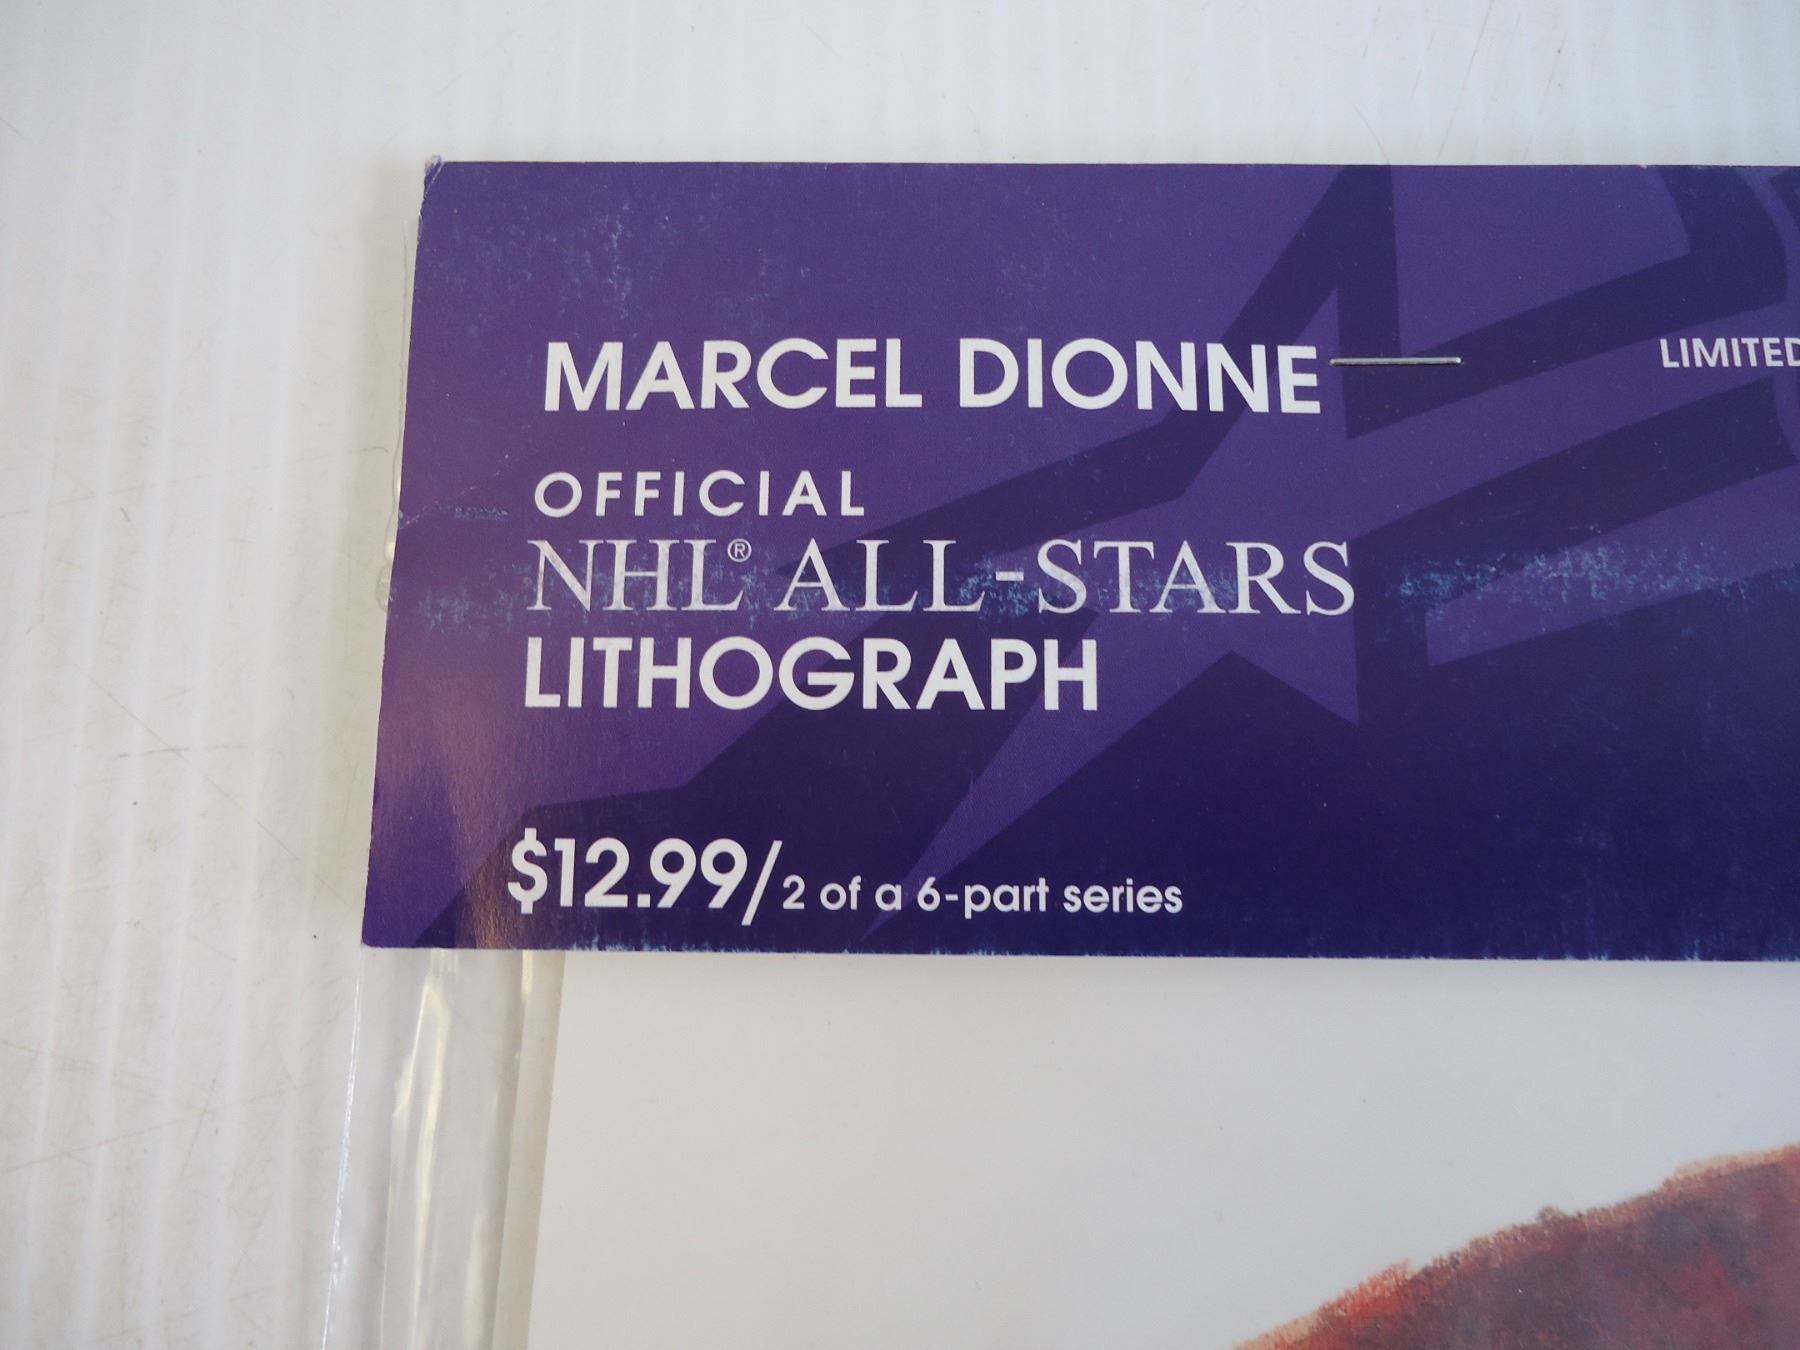 MARCEL DIONNE
LIMITED
OFFICIAL
NHL® ALL-STARS
LITHOGRAPH
$12.99/2 of a 6-part series